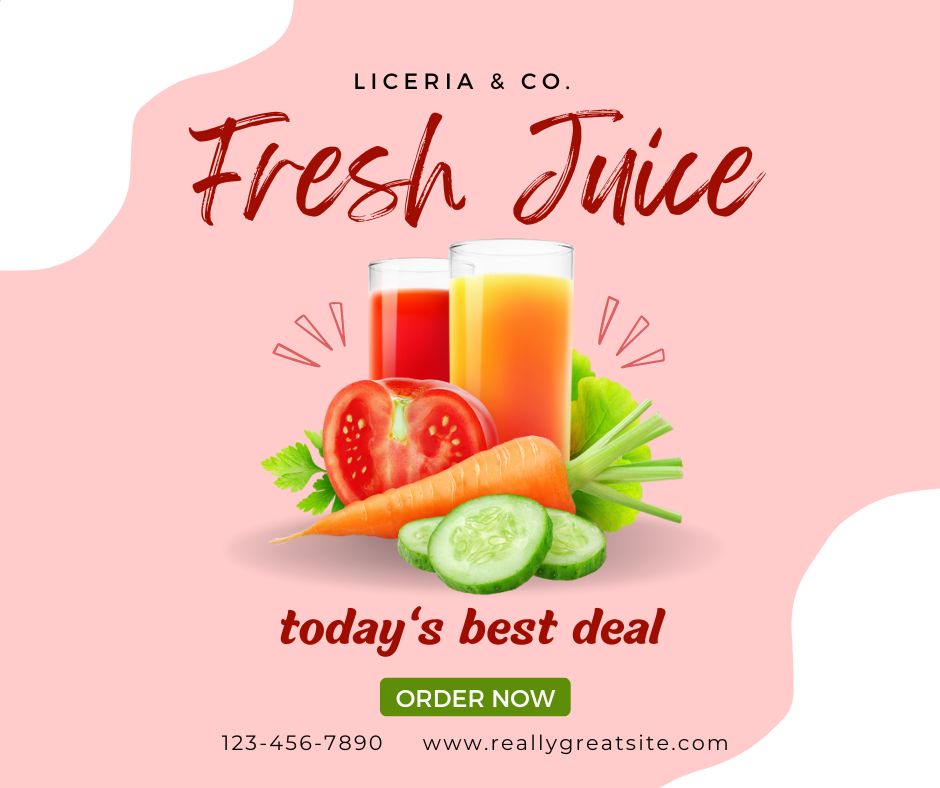 LICERIA & CO.
Fresh Juice
today‘s best deal
ORDER NOW
123-456-7890 www.reallygreatsite.com